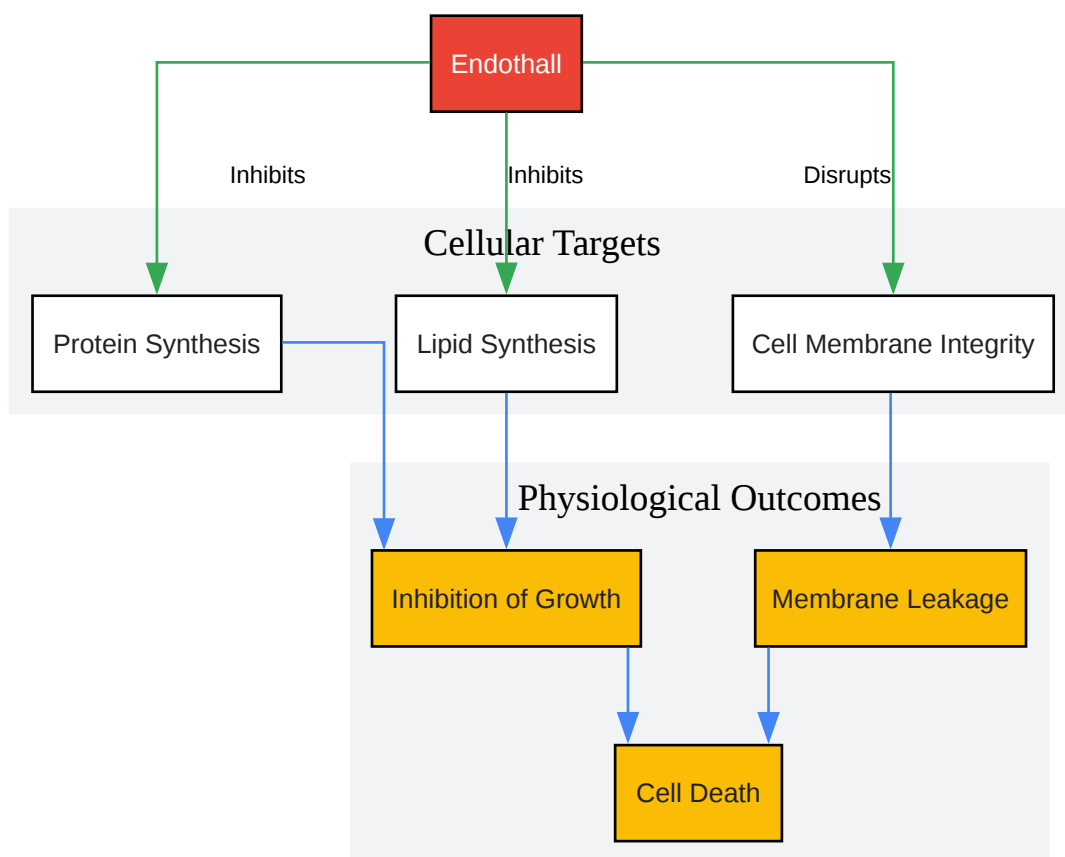 Endothall
Inhibits
Inhibits
Disrupts
Cellular Targets
Protein Synthesis
Lipid Synthesis
Cell Membrane Integrity
Physiological Outcomes
Inhibition of Growth
Membrane Leakage
Cell Death